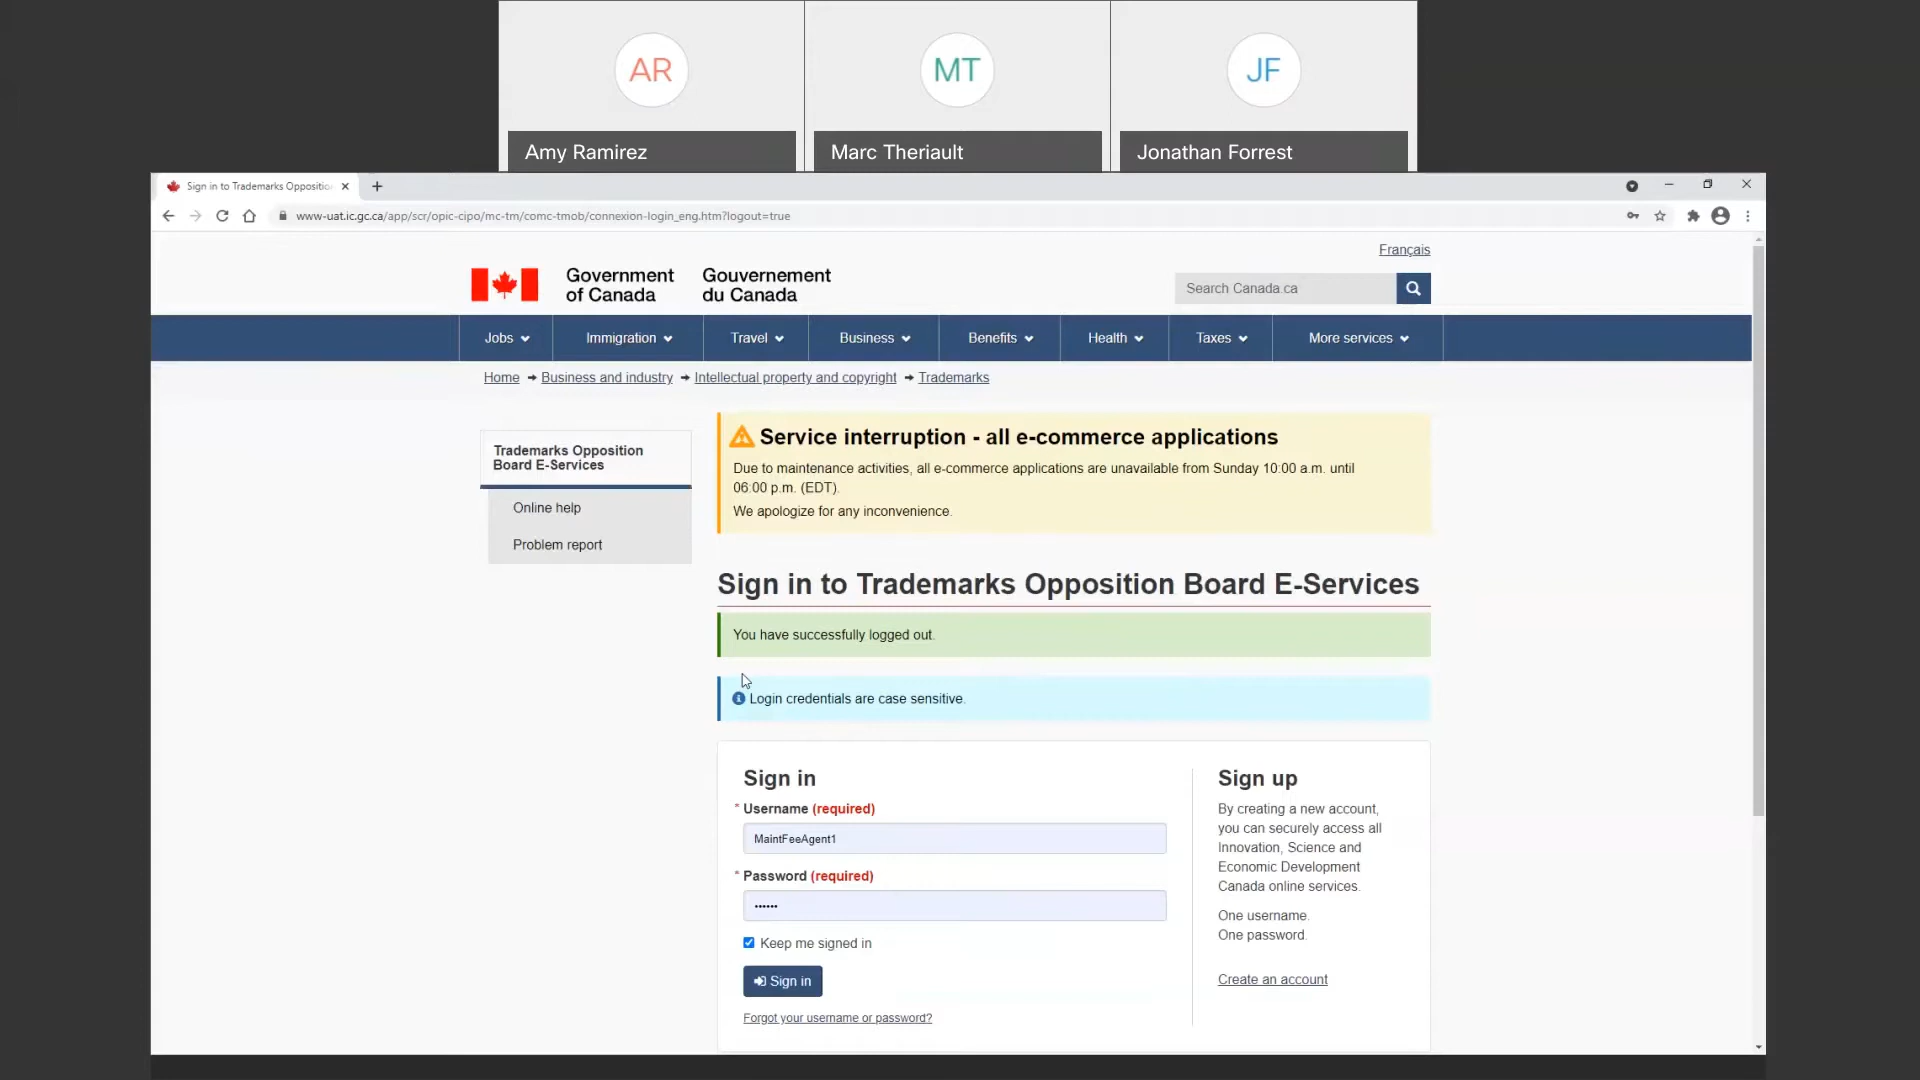 AR
MT
JF
Amy Ramirez
Marc Theriault
Jonathan Forrest
Sign in to Trademarks Oppositio
www-uat.ic.gc.ca/app/scr/opic-cipo/mc-tm/comc-tmob/connexion-login_eng.htm?logout=true
Français
Government
of Canada
Gouvernement
du Canada
Search Canada.ca
Jobs
Immigration
Travel
Business
Benefits
Health
Taxes
More services
Home
Business and industry
Intellectual property and copyright
Trademarks
Trademarks Opposition
Board E-Services
Online help
Problem report
Service interruption - all e-commerce applications
Due to maintenance activities, all e-commerce applications are unavailable from Sunday 10:00 a.m. until
06:00 p.m. (EDT).
We apologize for any inconvenience.
Sign in to Trademarks Opposition Board E-Services
You have successfully logged out.
Login credentials are case sensitive.
Sign in
* Username (required)
MaintFeeAgent1
* Password (required)
••••••
Keep me signed in
Sign in
Forgot your username or password?
Sign up
By creating a new account,
you can securely access all
Innovation, Science and
Economic Development
Canada online services.
One username.
One password.
Create an account